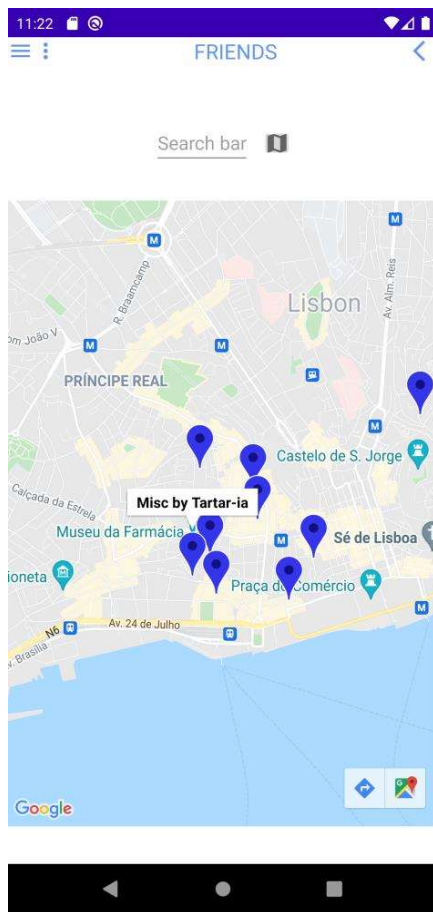 11:22
FRIENDS
Search bar
M
M
R. Braamcamp
Av. Alm. Reis
Lisbon
om João V
M
M
PRÍNCIPE REAL
M
Castelo de S. Jorge
Calçada da Estrela
Misc by Tartar-ia
Museu da Farmácia
M
Sé de Lisboa
ioneta
Praça do Comércio
M
N6
Av. 24 de Julho
v. Brasília
Google